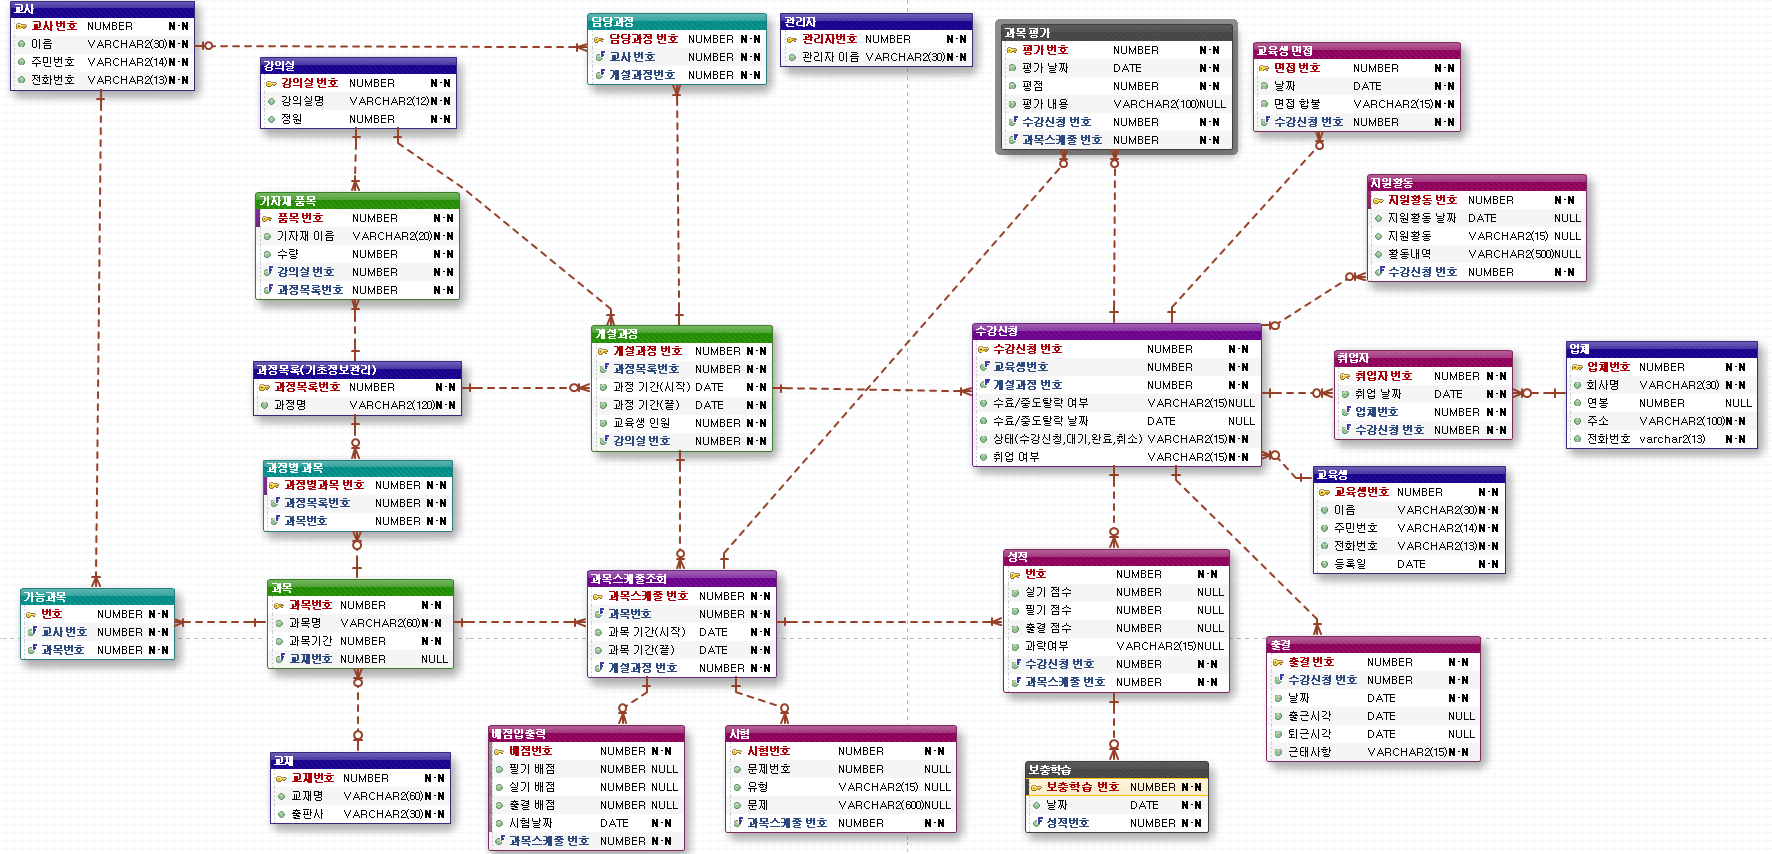 교사
교사 번호 NUMBER N-N
이름 VARCHAR2(30) N-N
주민번호 VARCHAR2(14) N-N
전화번호 VARCHAR2(13) N-N
담당과정
담당과정 번호 NUMBER N-N
교사 번호 NUMBER N-N
개설과정번호 NUMBER N-N
관리자
관리자번호 NUMBER N-N
관리자 이름 VARCHAR2(30) N-N
과목 평가
평가 번호 NUMBER N-N
평가 날짜 DATE N-N
평점 NUMBER N-N
평가 내용 VARCHAR2(100) NULL
수강신청 번호 NUMBER N-N
과목스케줄 번호 NUMBER N-N
교육생 면접
면접 번호 NUMBER N-N
날짜 DATE N-N
면접 합불 VARCHAR2(15) N-N
수강신청 번호 NUMBER N-N
강의실
강의실 번호 NUMBER N-N
강의실명 VARCHAR2(12) N-N
정원 NUMBER N-N
지원활동
지원활동 번호 NUMBER N-N
지원활동 날짜 DATE NULL
지원활동 VARCHAR2(15) NULL
활동내역 VARCHAR2(500) NULL
수강신청 번호 NUMBER N-N
기자재 품목
품목 번호 NUMBER N-N
기자재 이름 VARCHAR2(20) N-N
수량 NUMBER N-N
강의실 번호 NUMBER N-N
과정목록번호 NUMBER N-N
개설과정
개설과정 번호 NUMBER N-N
과정목록번호 NUMBER N-N
과정 기간(시작) DATE N-N
과정 기간(끝) DATE N-N
교육생 인원 NUMBER N-N
강의실 번호 NUMBER N-N
수강신청
수강신청 번호 NUMBER N-N
교육생번호 NUMBER N-N
개설과정 번호 NUMBER N-N
수료/중도탈락 여부 VARCHAR2(15) NULL
수료/중도탈락 날짜 DATE NULL
상태(수강신청,대기,완료,취소) VARCHAR2(15) N-N
취업 여부 VARCHAR2(15) N-N
취업자
취업자 번호 NUMBER N-N
취업 날짜 DATE N-N
업체번호 NUMBER N-N
수강신청 번호 NUMBER N-N
업체
업체번호 NUMBER N-N
회사명 VARCHAR2(30) N-N
연봉 NUMBER NULL
주소 VARCHAR2(100) N-N
전화번호 varchar2(13) N-N
과정목록(기초정보관리)
과정목록번호 NUMBER N-N
과정명 VARCHAR2(120) N-N
과정별 과목
과정별과목 번호 NUMBER N-N
과정목록번호 NUMBER N-N
과목번호 NUMBER N-N
교육생
교육생번호 NUMBER N-N
이름 VARCHAR2(30) N-N
주민번호 VARCHAR2(14) N-N
전화번호 VARCHAR2(13) N-N
등록일 DATE N-N
가능과목
번호 NUMBER N-N
교사 번호 NUMBER N-N
과목번호 NUMBER N-N
과목
과목번호 NUMBER N-N
과목명 VARCHAR2(60) N-N
과목기간 NUMBER N-N
교재번호 NUMBER NULL
과목스케줄조회
과목스케줄 번호 NUMBER N-N
과목번호 NUMBER N-N
과목 기간(시작) DATE N-N
과목 기간(끝) DATE N-N
개설과정 번호 NUMBER N-N
성적
번호 NUMBER N-N
실기 점수 NUMBER NULL
필기 점수 NUMBER NULL
출결 점수 NUMBER NULL
과락여부 VARCHAR2(15) NULL
수강신청 번호 NUMBER N-N
과목스케줄 번호 NUMBER N-N
출결
출결 번호 NUMBER N-N
수강신청 번호 NUMBER N-N
날짜 DATE N-N
출근시각 DATE NULL
퇴근시각 DATE NULL
근태사항 VARCHAR2(15) N-N
교재
교재번호 NUMBER N-N
교재명 VARCHAR2(60) N-N
출판사 VARCHAR2(30) N-N
배점입출력
배점번호 NUMBER N-N
필기 배점 NUMBER NULL
실기 배점 NUMBER NULL
출결 배점 NUMBER NULL
시험날짜 DATE N-N
과목스케줄 번호 NUMBER N-N
시험
시험번호 NUMBER N-N
문제번호 NUMBER NULL
유형 VARCHAR2(15) NULL
문제 VARCHAR2(600) NULL
과목스케줄 번호 NUMBER N-N
보충학습
보충학습 번호 NUMBER N-N
날짜 DATE N-N
성적번호 NUMBER N-N